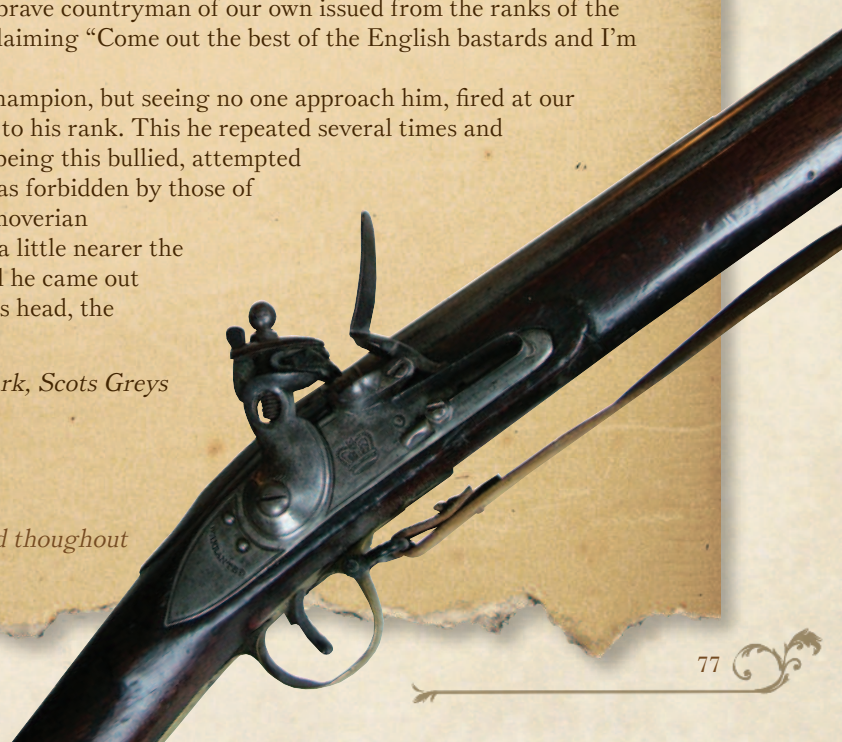 brave countryman of our own issued from the ranks of the
laiming “Come out the best of the English bastards and I’m
hampion, but seeing no one approach him, fired at our
to his rank. This he repeated several times and
being this bullied, attempted
as forbidden by those of
noverian
a little nearer the
l he came out
s head, the
rk, Scots Greys
d thoughout
WARRANTED
77